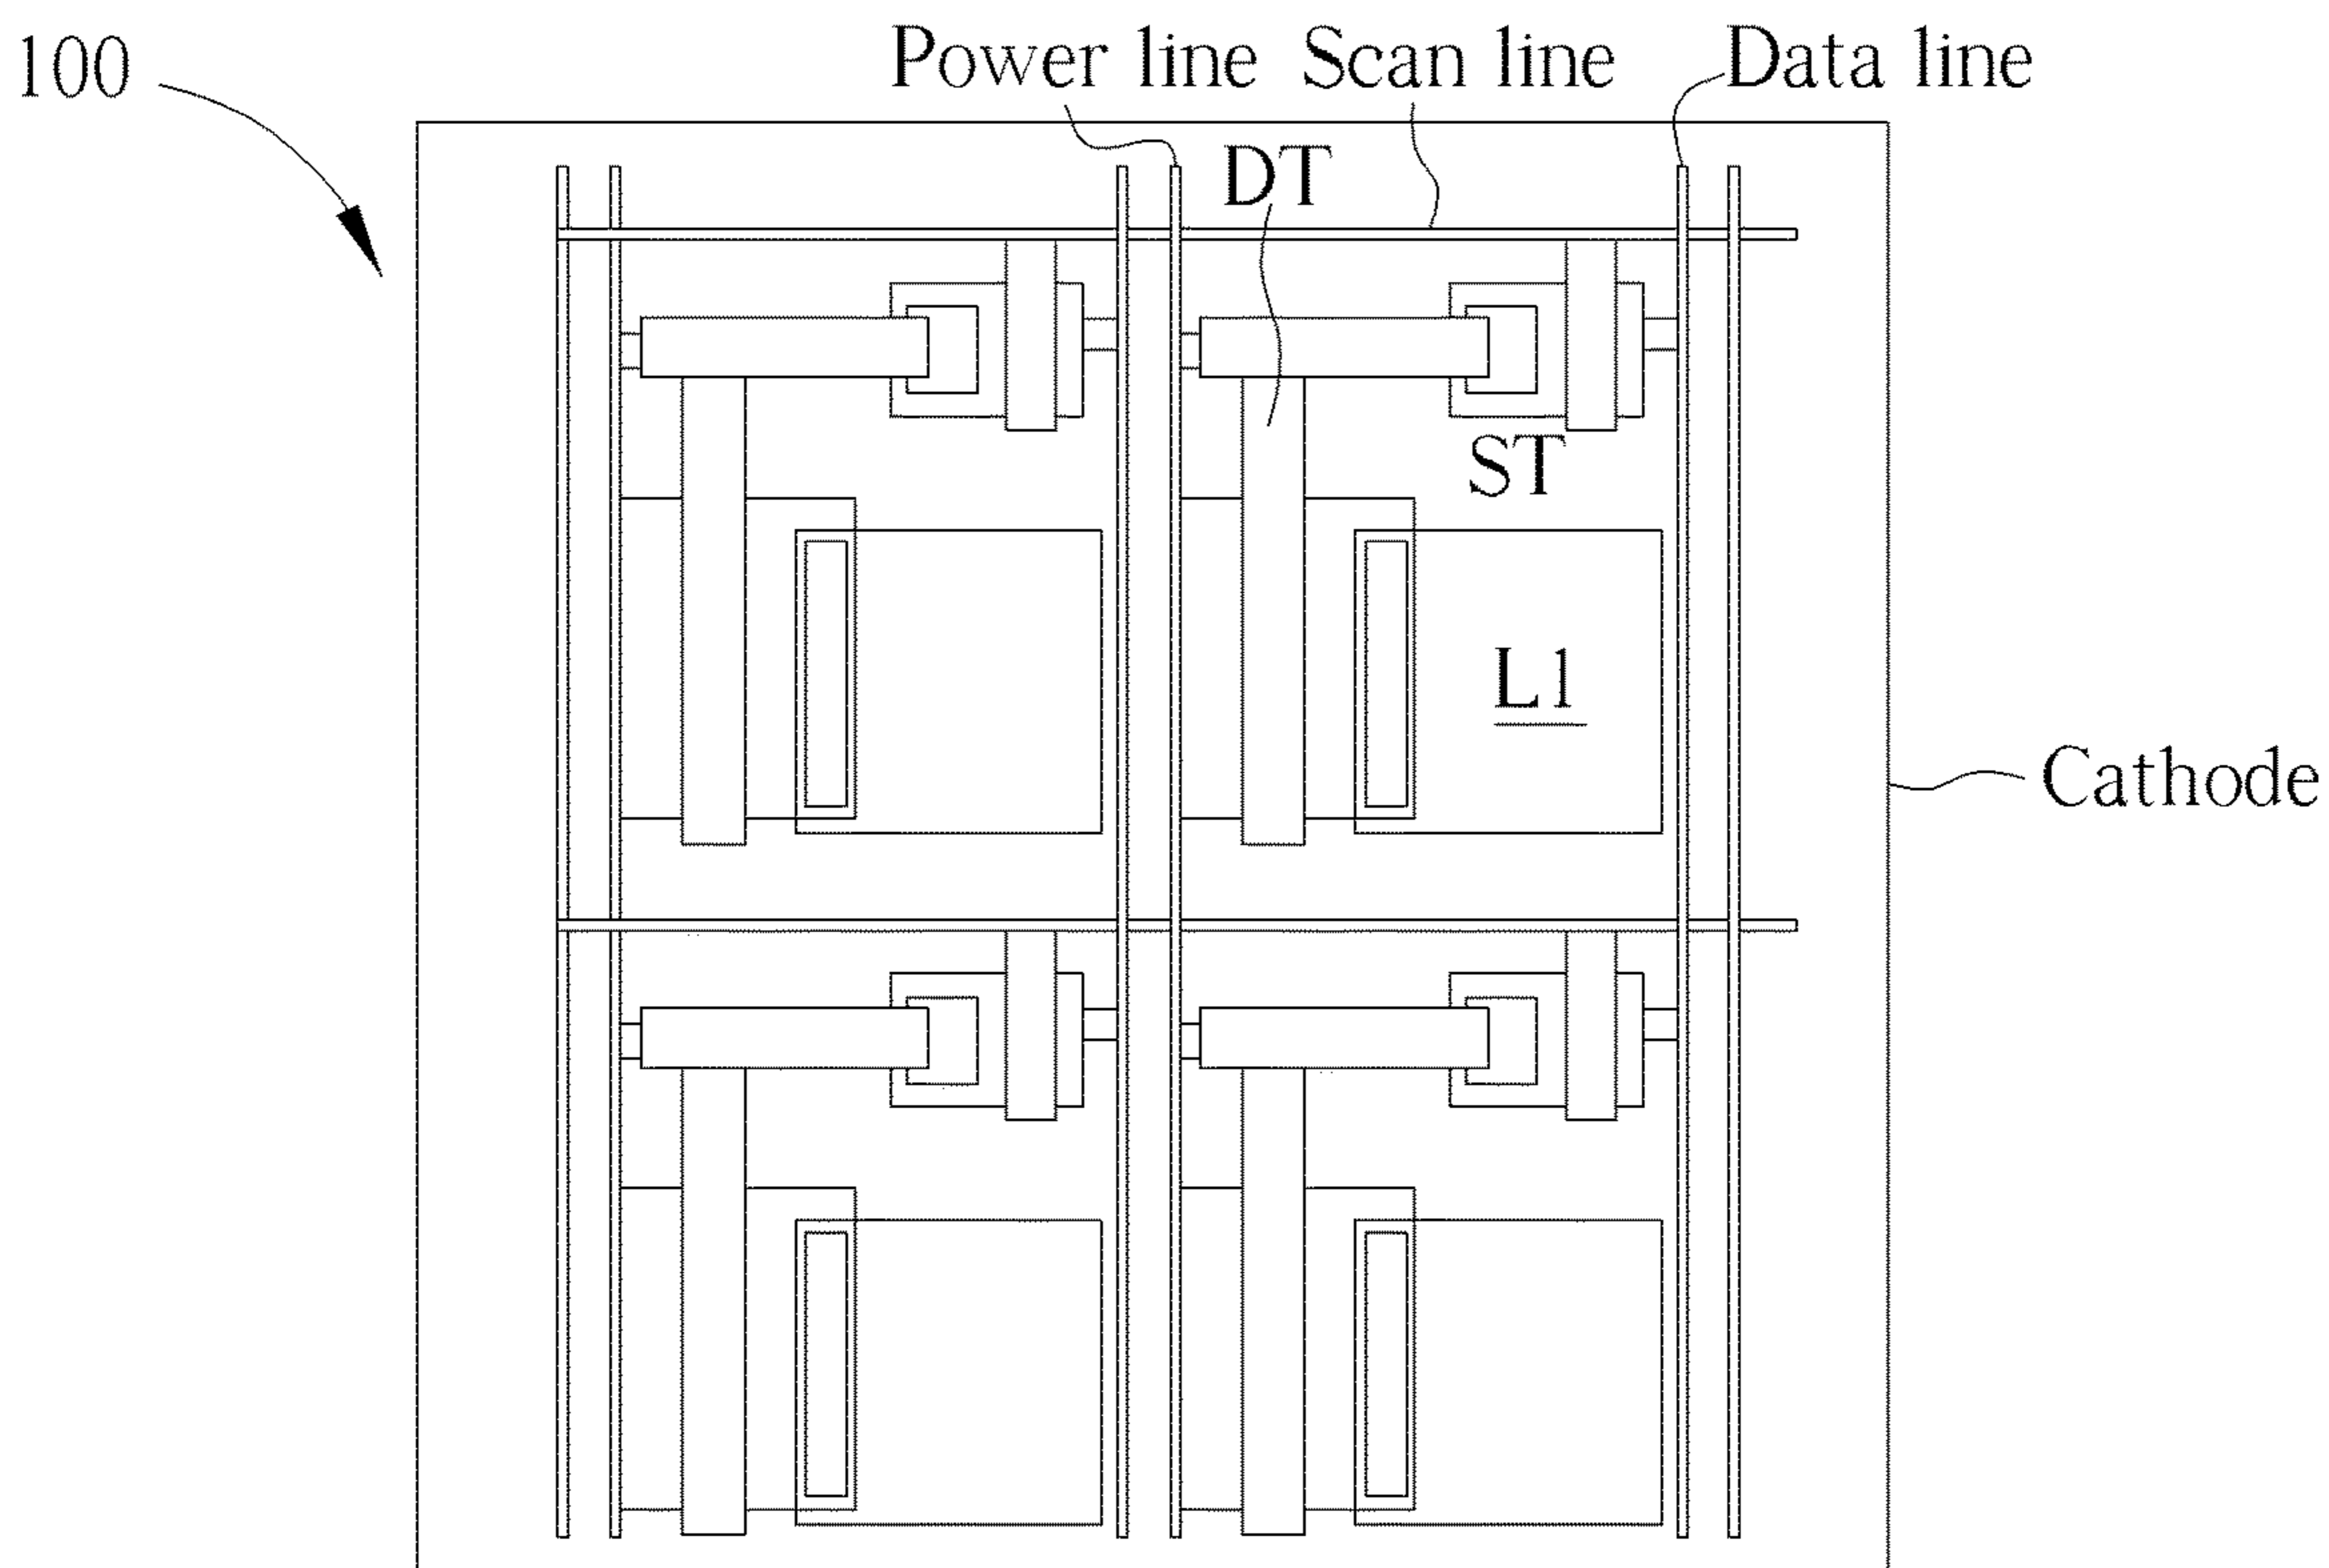 100
Power line
Scan line
Data line
DT
ST
L1
Cathode